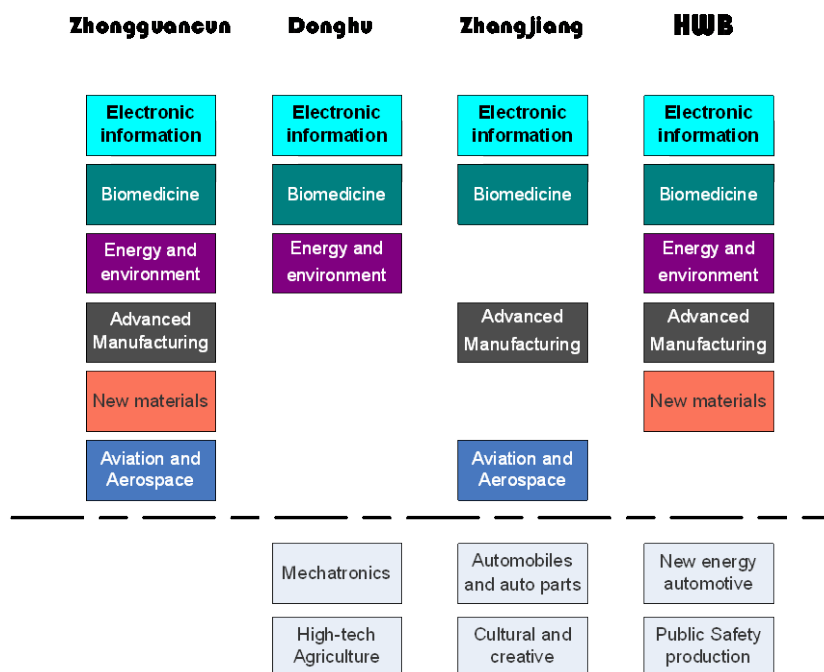 Zhongguancun Donghu Zhangjiang HWB
Electronic information
Electronic information
Electronic information
Electronic information
Biomedicine Biomedicine Biomedicine Biomedicine
Energy and environment
Energy and environment
Energy and environment
Advanced Manufacturing
Advanced Manufacturing
Advanced Manufacturing
New materials New materials
Aviation and Aerospace
Aviation and Aerospace
Mechatronics
Automobiles and auto parts
New energy automotive
High-tech Agriculture
Cultural and creative
Public Safety production